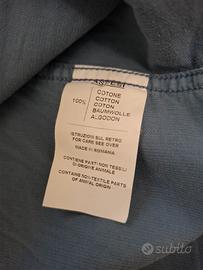 ASPESI
100%
COTONE
COTTON
COTON
BAUMWOLLE
ALGODON
ISTRUZIONI SUL RETRO
FOR CARE SEE OVER
MADE IN ROMANIA
CONTIENE PARTI NON TESSILI
DI ORIGINE ANIMALE
CONTAINS NON-TEXTILE PARTS
OF ANIMAL ORIGIN
subito